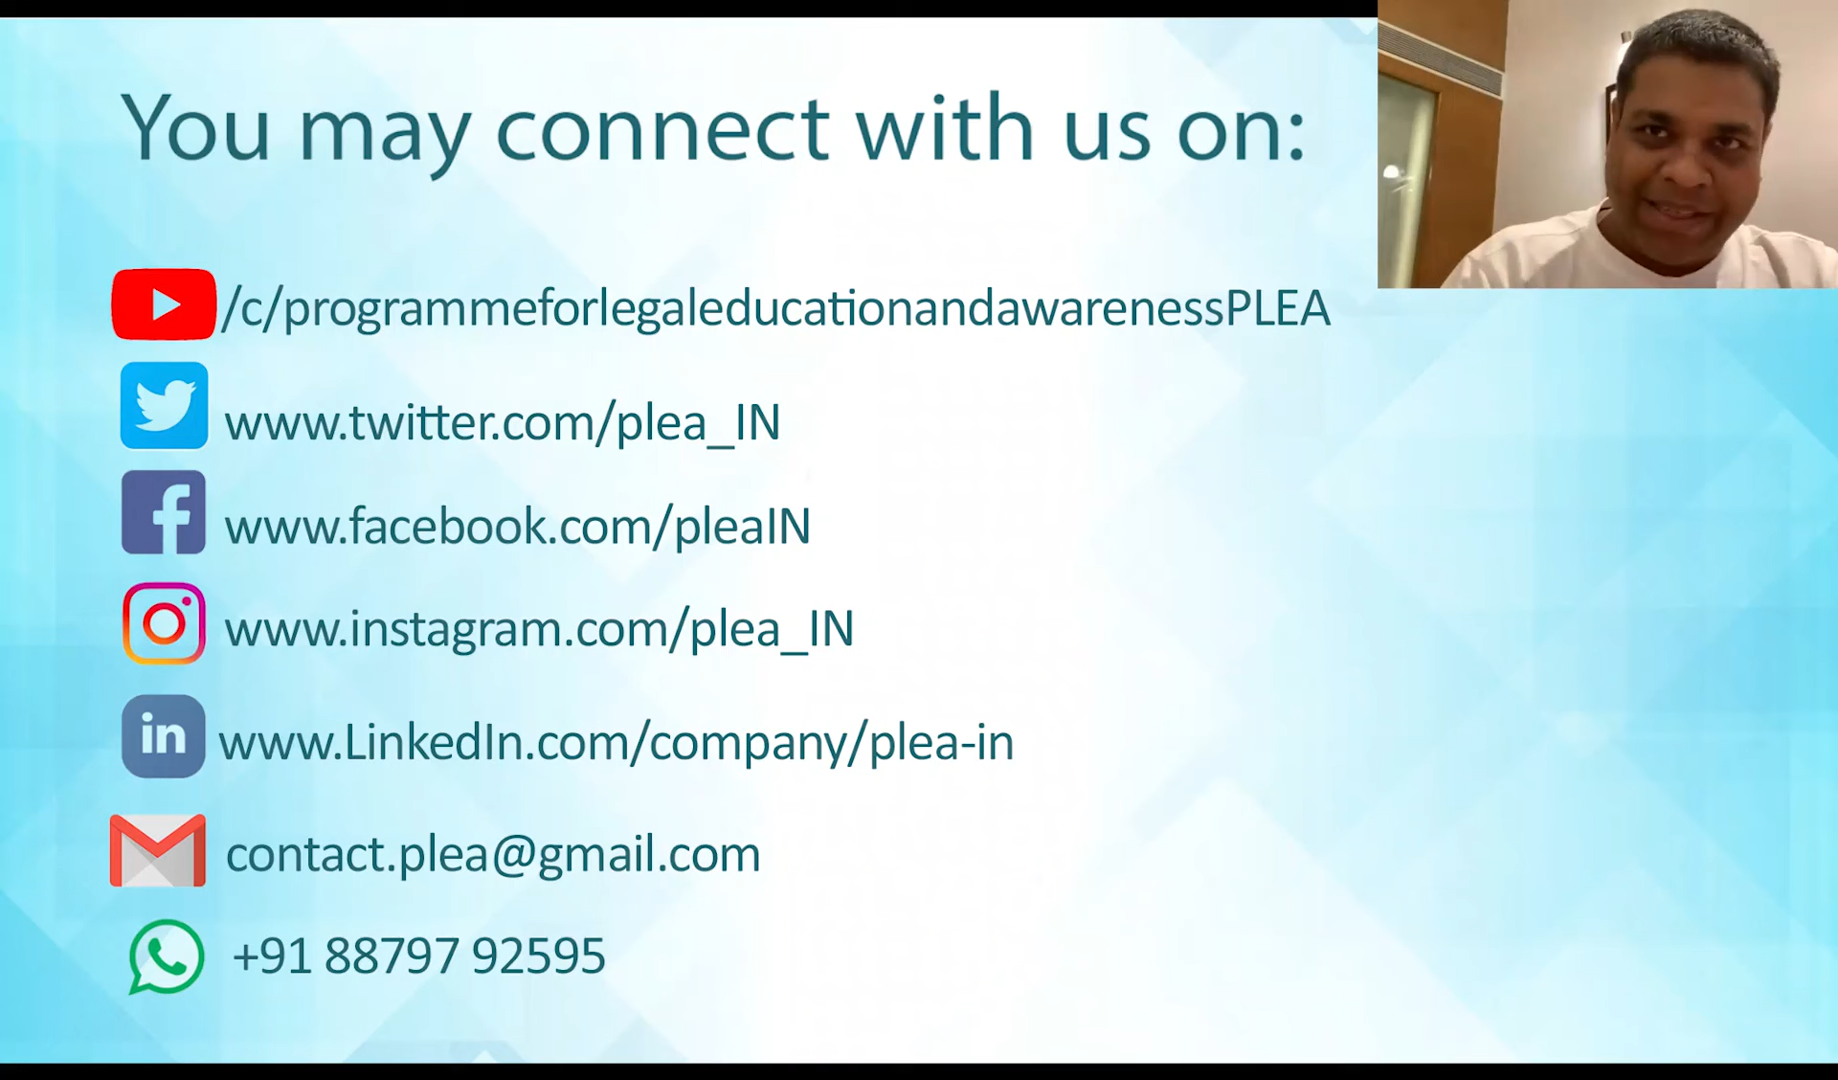 You may connect with us on:
/c/programmeforlegaleducationandawarenessPLEA
www.twitter.com/plea_IN
www.facebook.com/pleaIN
www.instagram.com/plea_IN
in www.LinkedIn.com/company/plea-in
contact.plea@gmail.com
+91 88797 92595